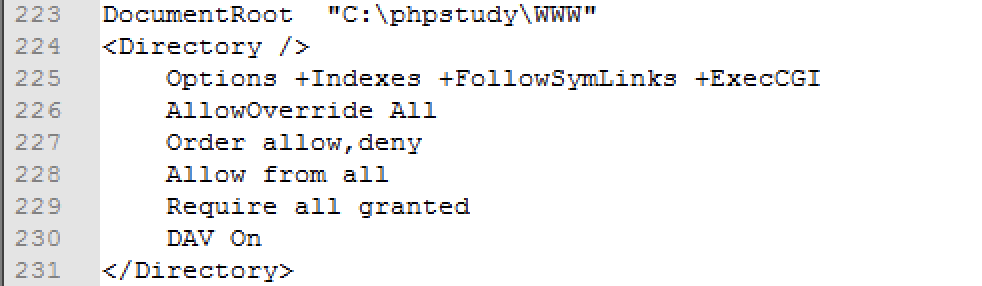 223 DocumentRoot  "C:\phpstudy\WWW"
224 <Directory />
225     Options +Indexes +FollowSymLinks +ExecCGI
226     AllowOverride All
227     Order allow,deny
228     Allow from all
229     Require all granted
230     DAV On
231 </Directory>